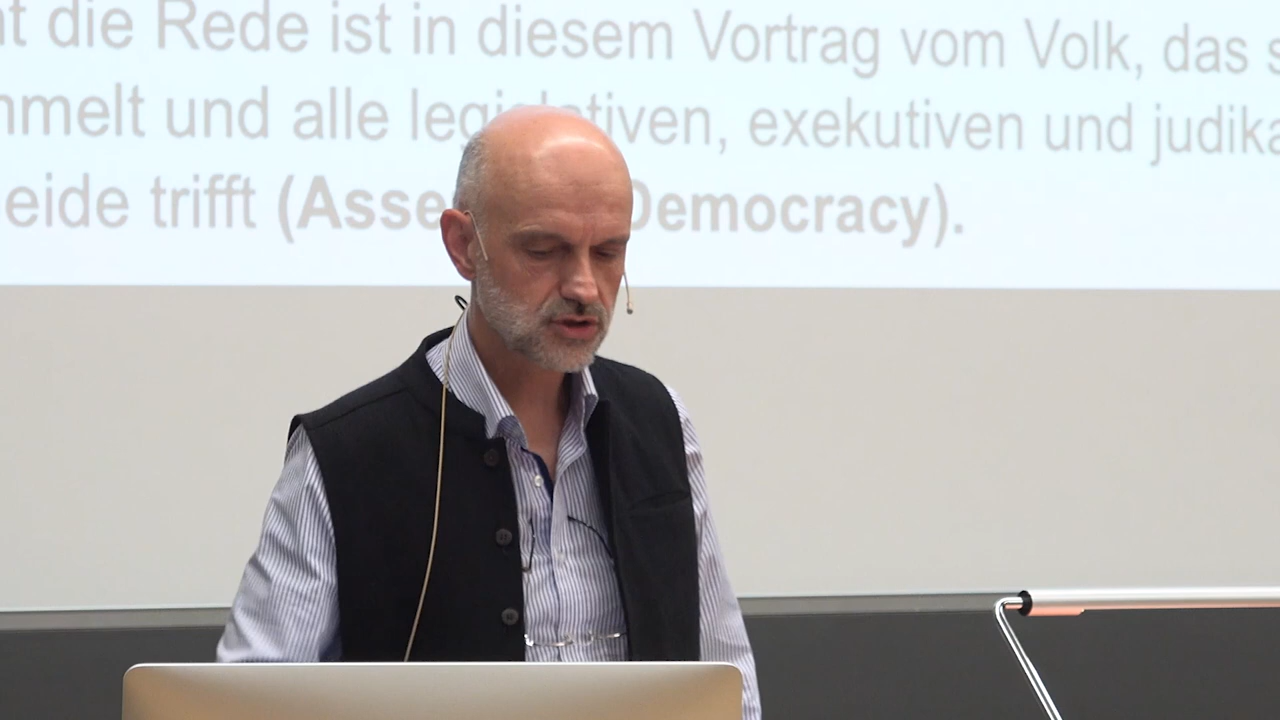 nt die Rede ist in diesem Vortrag vom Volk, das s
nmelt und alle legislativen, exekutiven und judika
eide trifft (Asse Democracy).